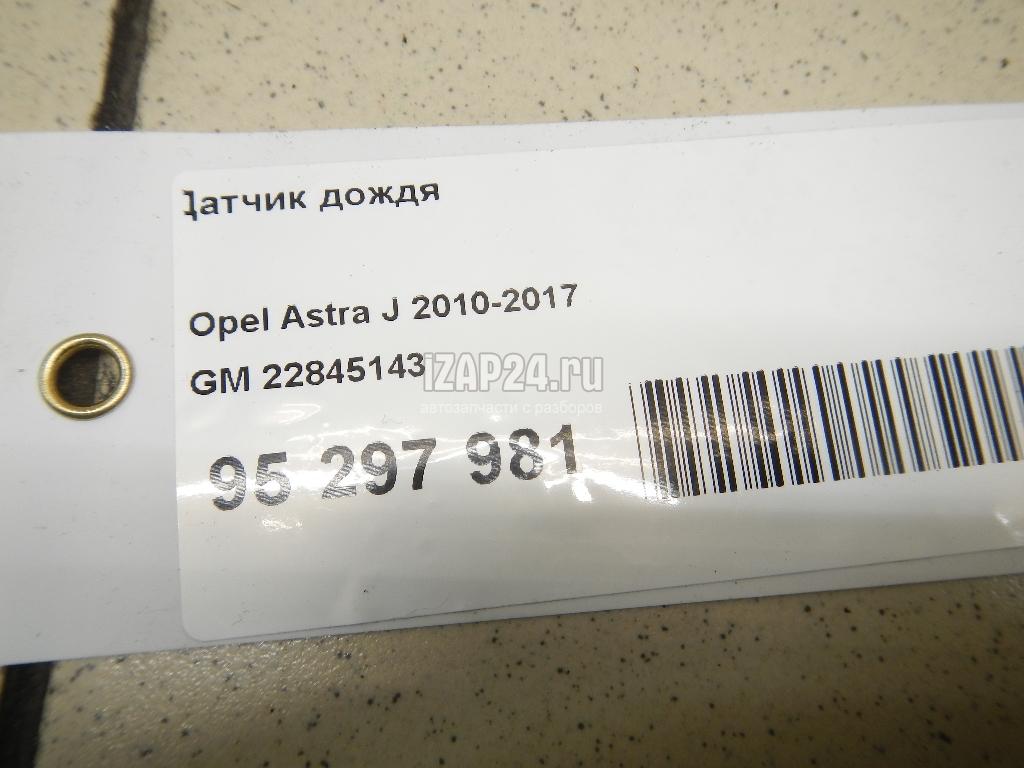 Датчик дождя
Opel Astra J 2010-2017
GM 22845143
iZAP24.ru
автозапчасти с разборов
95 297 981